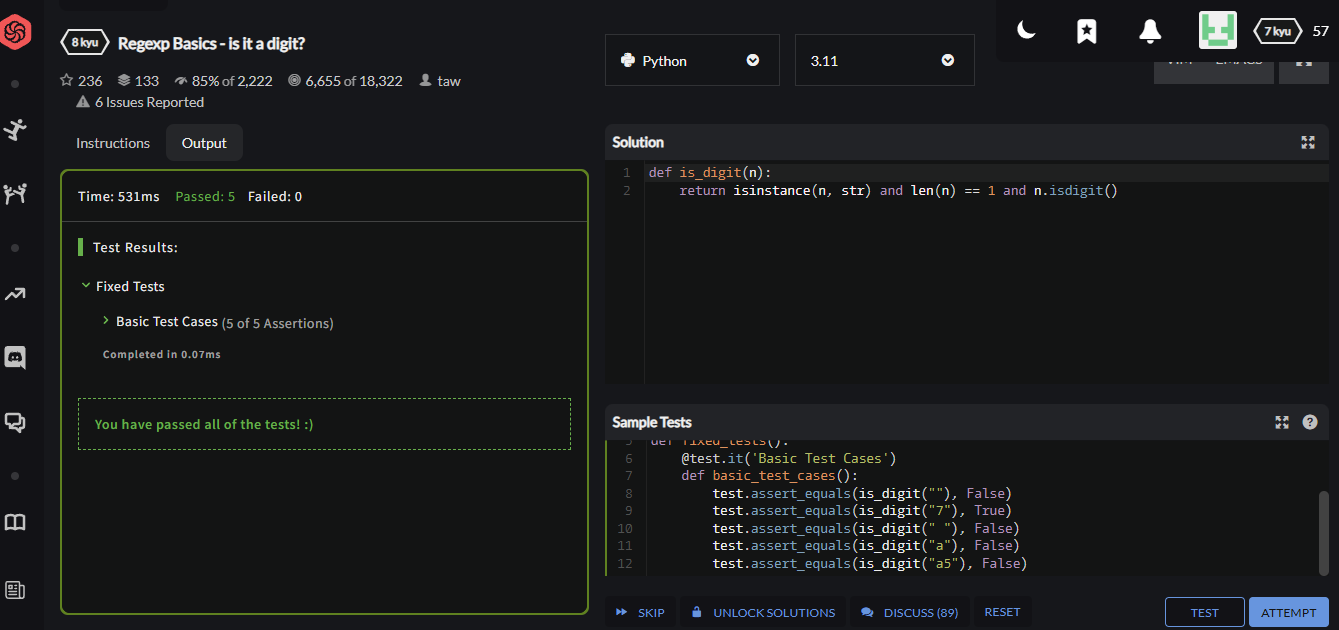 8 kyu Regexp Basics - is it a digit?
236 133 85% of 2,222 6,655 of 18,322 taw
6 Issues Reported
Instructions Output
Time: 531ms Passed: 5 Failed: 0
Test Results:
Fixed Tests
Basic Test Cases (5 of 5 Assertions)
Completed in 0.07ms
You have passed all of the tests! :)
Python 3.11
7 kyu 57
VIM EMACS
Solution
1 def is_digit(n):
2 return isinstance(n, str) and len(n) == 1 and n.isdigit()
Sample Tests
5 def fixed_tests():
6 @test.it('Basic Test Cases')
7 def basic_test_cases():
8 test.assert_equals(is_digit(""), False)
9 test.assert_equals(is_digit("7"), True)
10 test.assert_equals(is_digit(" "), False)
11 test.assert_equals(is_digit("a"), False)
12 test.assert_equals(is_digit("a5"), False)
SKIP UNLOCK SOLUTIONS DISCUSS (89) RESET TEST ATTEMPT